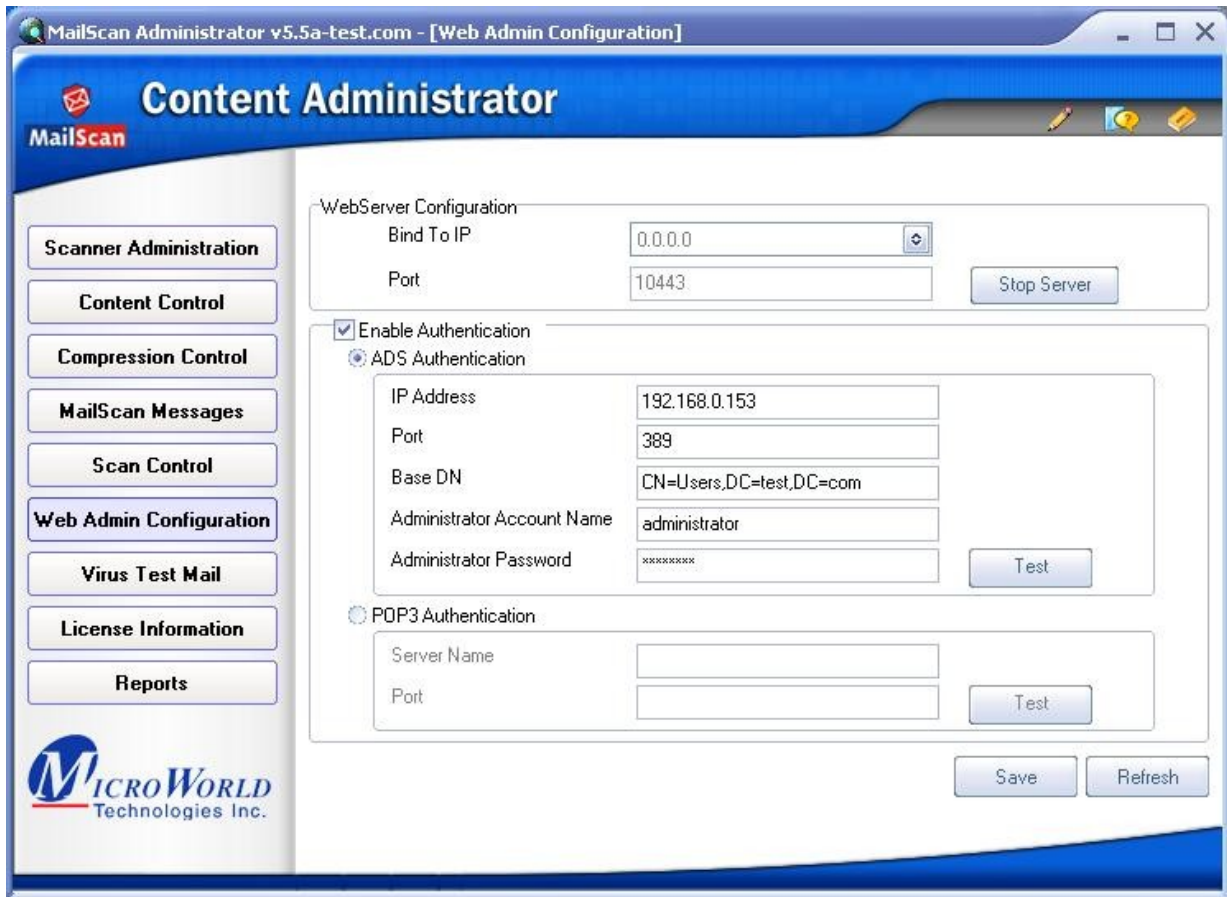 MailScan Administrator v5.5a-test.com - [Web Admin Configuration]
Content Administrator
MailScan
WebServer Configuration
Bind To IP
0.0.0.0
Port
10443
Stop Server
Scanner Administration
Content Control
Compression Control
MailScan Messages
Scan Control
Web Admin Configuration
Virus Test Mail
License Information
Reports
Enable Authentication
ADS Authentication
IP Address
192.168.0.153
Port
389
Base DN
CN=Users,DC=test,DC=com
Administrator Account Name
administrator
Administrator Password
********
Test
POP3 Authentication
Server Name
Port
Test
Save
Refresh
MICROWORLD
Technologies Inc.